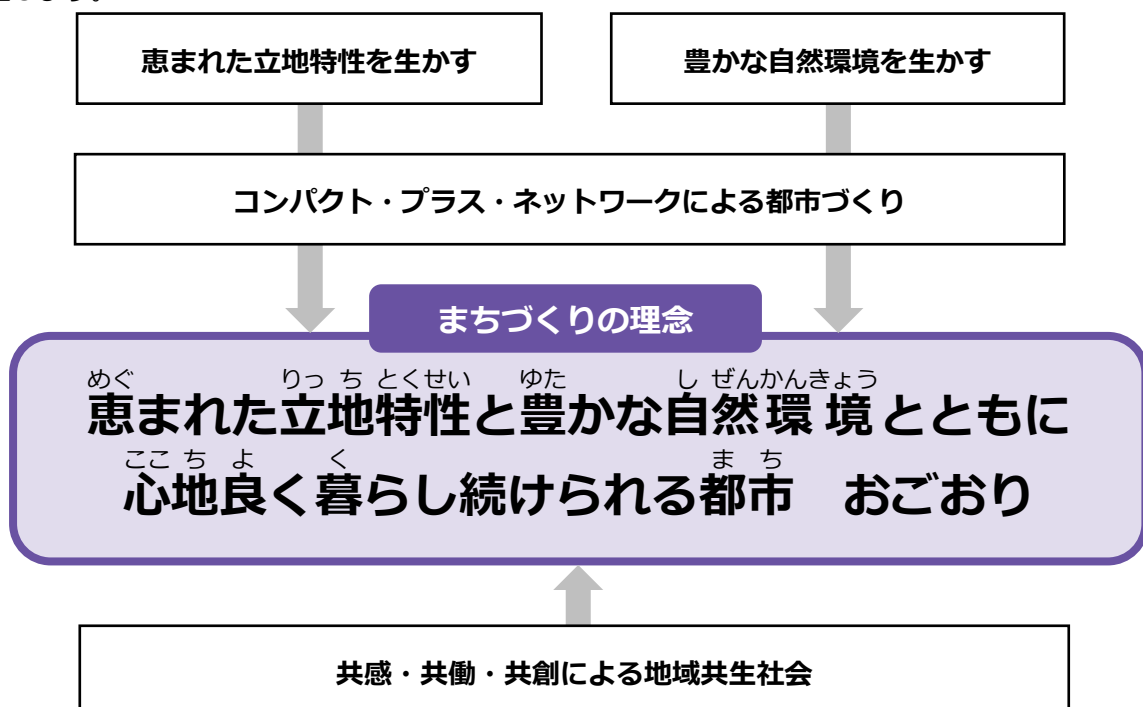 恵まれた立地特性を生かす
豊かな自然環境を生かす
コンパクト・プラス・ネットワークによる都市づくり
まちづくりの理念
めぐ りっ ち とくせい ゆた し ぜんかんきょう
恵まれた立地特性と豊かな自然環境とともに
ここ ち よ く ま ち
心地良く暮らし続けられる都市　おごおり
共感・共働・共創による地域共生社会